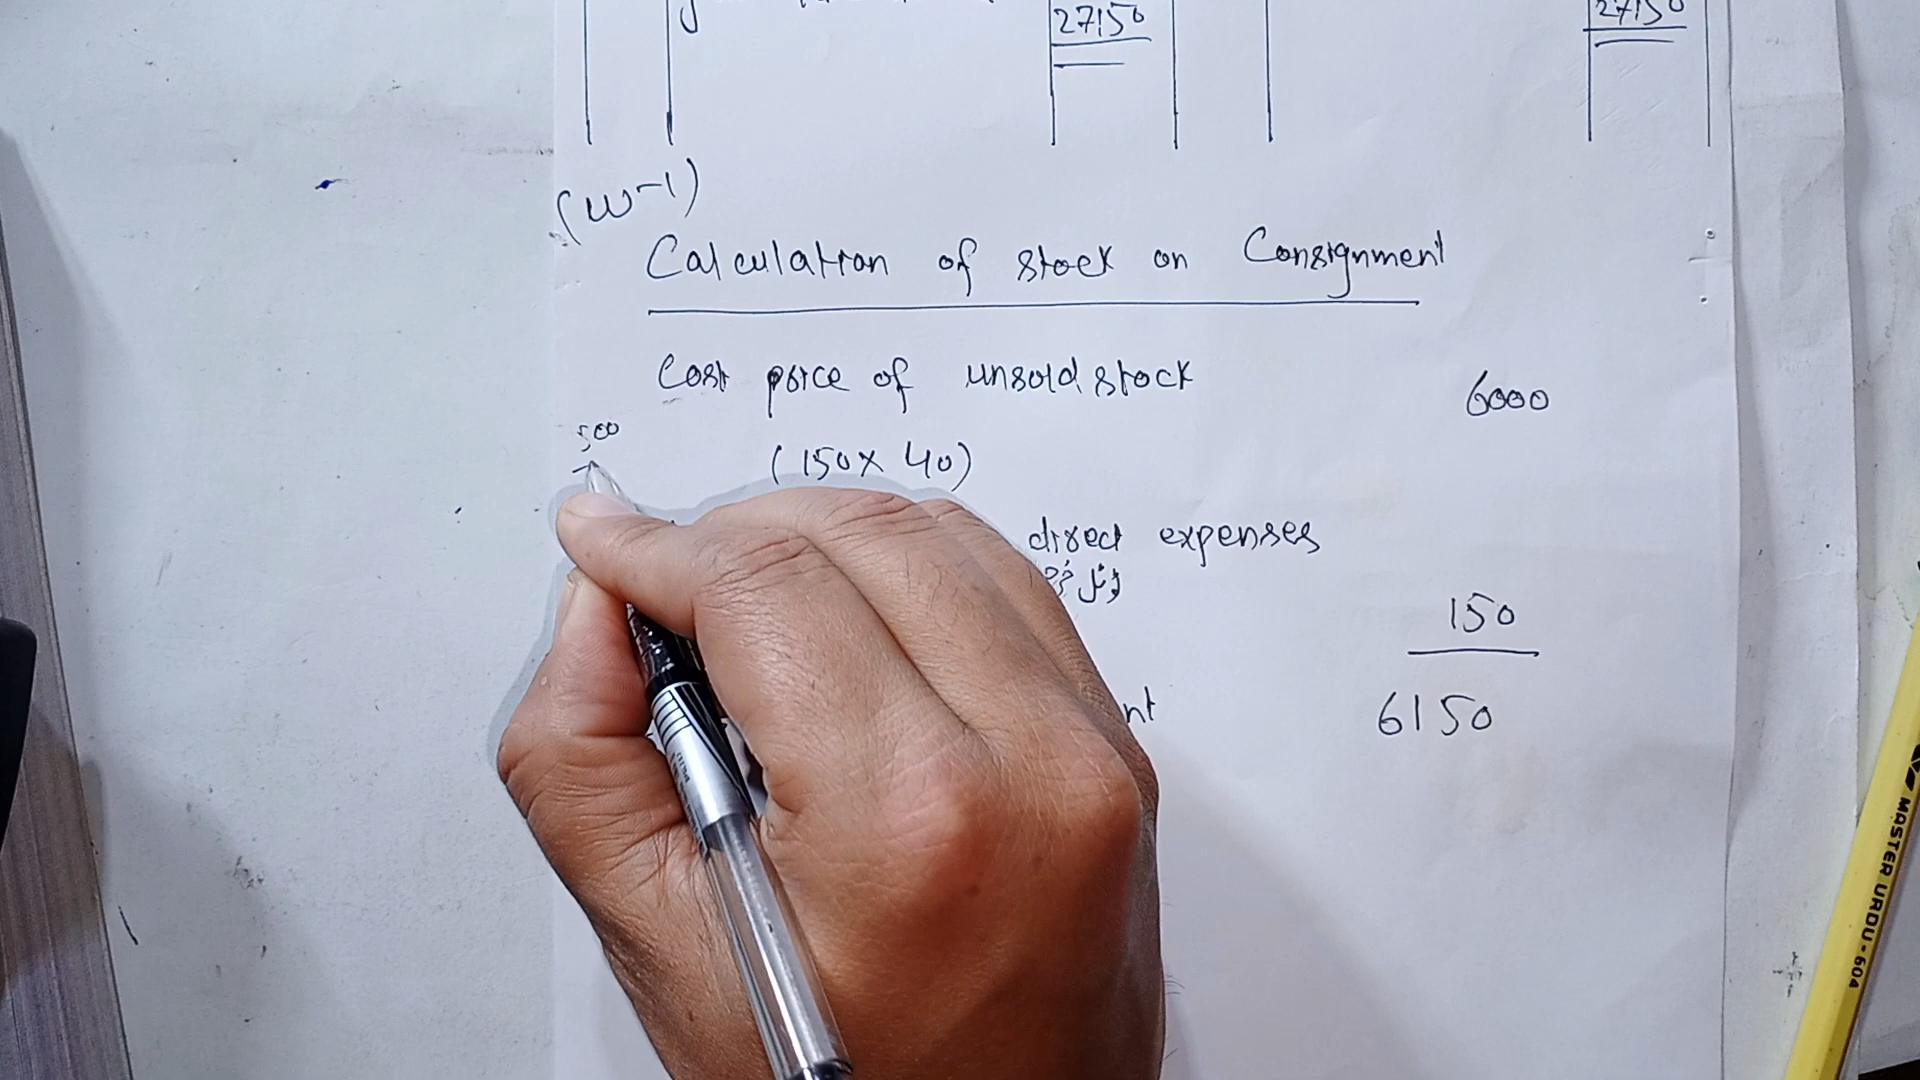 27150 27150
(W-1)
Calculation of stock on Consignment
Cost price of unsold stock 6000
500
(150 x 40)
direct expenses
150
nt 6150
MASTER URDU-604